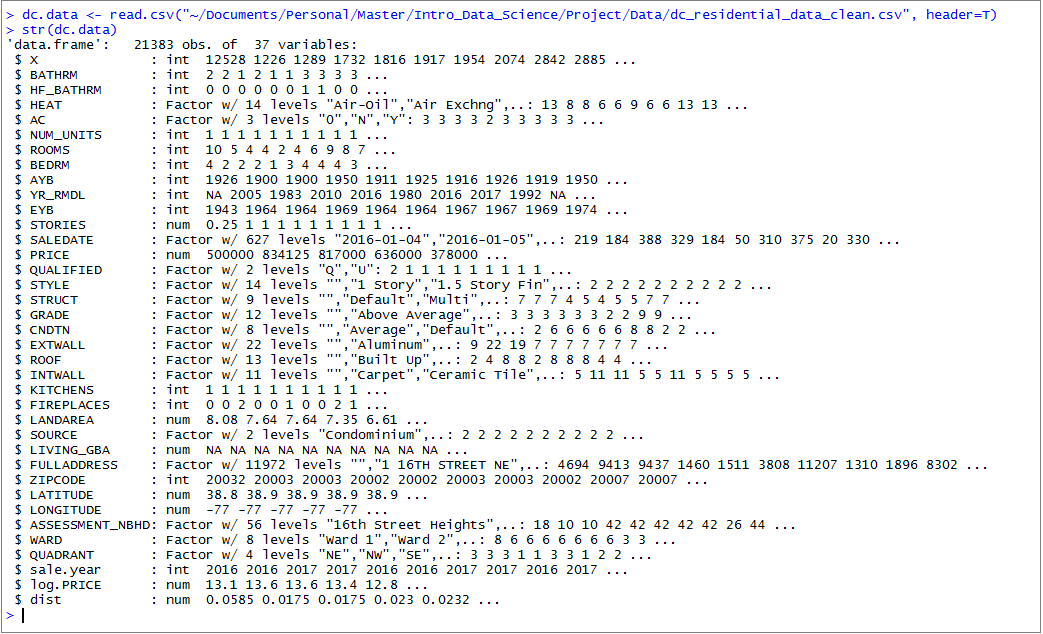 > dc.data <- read.csv("~/Documents/Personal/Master/Intro_Data_Science/Project/Data/dc_residential_data_clean.csv", header=T)
> str(dc.data)
'data.frame':	21383 obs. of  37 variables:
 $ X              : int  12528 1226 1289 1732 1816 1917 1954 2074 2842 2885 ...
 $ BATHRM         : int  2 2 1 2 1 1 3 3 3 3 ...
 $ HF_BATHRM      : int  0 0 0 0 0 0 1 1 0 0 ...
 $ HEAT           : Factor w/ 14 levels "Air-Oil","Air Exchng",..: 13 8 8 6 6 9 6 6 13 13 ...
 $ AC             : Factor w/ 3 levels "0","N","Y": 3 3 3 3 2 3 3 3 3 3 ...
 $ NUM_UNITS      : int  1 1 1 1 1 1 1 1 1 1 ...
 $ ROOMS          : int  10 5 4 4 2 4 6 9 8 7 ...
 $ BEDRM          : int  4 2 2 2 1 3 4 4 4 3 ...
 $ AYB            : int  1926 1900 1900 1950 1911 1925 1916 1926 1919 1950 ...
 $ YR_RMDL        : int  NA 2005 1983 2010 2016 1980 2016 2017 1992 NA ...
 $ EYB            : int  1943 1964 1964 1969 1964 1964 1967 1967 1969 1974 ...
 $ STORIES        : num  0.25 1 1 1 1 1 1 1 1 1 ...
 $ SALEDATE       : Factor w/ 627 levels "2016-01-04","2016-01-05",..: 219 184 388 329 184 50 310 375 20 330 ...
 $ PRICE          : num  500000 834125 817000 636000 378000 ...
 $ QUALIFIED      : Factor w/ 2 levels "Q","U": 2 1 1 1 1 1 1 1 1 1 ...
 $ STYLE          : Factor w/ 14 levels "","1 Story","1.5 Story Fin",..: 2 2 2 2 2 2 2 2 2 2 ...
 $ STRUCT         : Factor w/ 9 levels "","Default","Multi",..: 7 7 7 4 5 4 5 5 7 7 ...
 $ GRADE          : Factor w/ 12 levels "","Above Average",..: 3 3 3 3 3 3 2 2 9 9 ...
 $ CNDTN          : Factor w/ 8 levels "","Average","Default",..: 2 6 6 6 6 6 8 8 2 2 ...
 $ EXTWALL        : Factor w/ 22 levels "","Aluminum",..: 9 22 19 7 7 7 7 7 7 7 ...
 $ ROOF           : Factor w/ 13 levels "","Built Up",..: 2 4 8 8 2 8 8 8 4 4 ...
 $ INTWALL        : Factor w/ 11 levels "","Carpet","Ceramic Tile",..: 5 11 11 5 5 11 5 5 5 5 ...
 $ KITCHENS       : int  1 1 1 1 1 1 1 1 1 1 ...
 $ FIREPLACES     : int  0 0 2 0 0 1 0 0 2 1 ...
 $ LANDAREA       : num  8.08 7.64 7.64 7.35 6.61 ...
 $ SOURCE         : Factor w/ 2 levels "Condominium",..: 2 2 2 2 2 2 2 2 2 2 ...
 $ LIVING_GBA     : num  NA NA NA NA NA NA NA NA NA NA ...
 $ FULLADDRESS    : Factor w/ 11972 levels "","1 16TH STREET NE",..: 4694 9413 9437 1460 1511 3808 11207 1310 1896 8302 ...
 $ ZIPCODE        : int  20032 20003 20003 20002 20002 20003 20003 20002 20007 20007 ...
 $ LATITUDE       : num  38.8 38.9 38.9 38.9 38.9 ...
 $ LONGITUDE      : num  -77 -77 -77 -77 -77 ...
 $ ASSESSMENT_NBHD: Factor w/ 56 levels "16th Street Heights",..: 18 10 10 42 42 42 42 42 26 44 ...
 $ WARD           : Factor w/ 8 levels "Ward 1","Ward 2",..: 8 6 6 6 6 6 6 6 3 3 ...
 $ QUADRANT       : Factor w/ 4 levels "NE","NW","SE",..: 3 3 3 1 1 3 3 1 2 2 ...
 $ sale.year      : int  2016 2016 2017 2017 2016 2016 2017 2017 2016 2017 ...
 $ log.PRICE      : num  13.1 13.6 13.6 13.4 12.8 ...
 $ dist           : num  0.0585 0.0175 0.0175 0.023 0.0232 ...
>